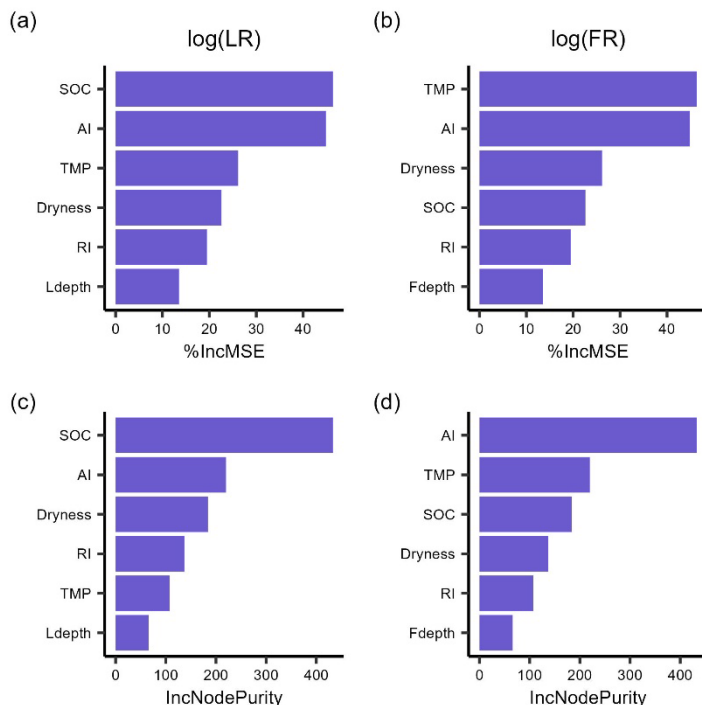 (a)
log(LR)
SOC
AI
TMP
Dryness
RI
Ldepth
0 10 20 30 40
%IncMSE
(b)
log(FR)
TMP
AI
Dryness
SOC
RI
Fdepth
0 10 20 30 40
%IncMSE
(c)
SOC
AI
Dryness
RI
TMP
Ldepth
0 100 200 300 400
IncNodePurity
(d)
AI
TMP
SOC
Dryness
RI
Fdepth
0 100 200 300 400
IncNodePurity